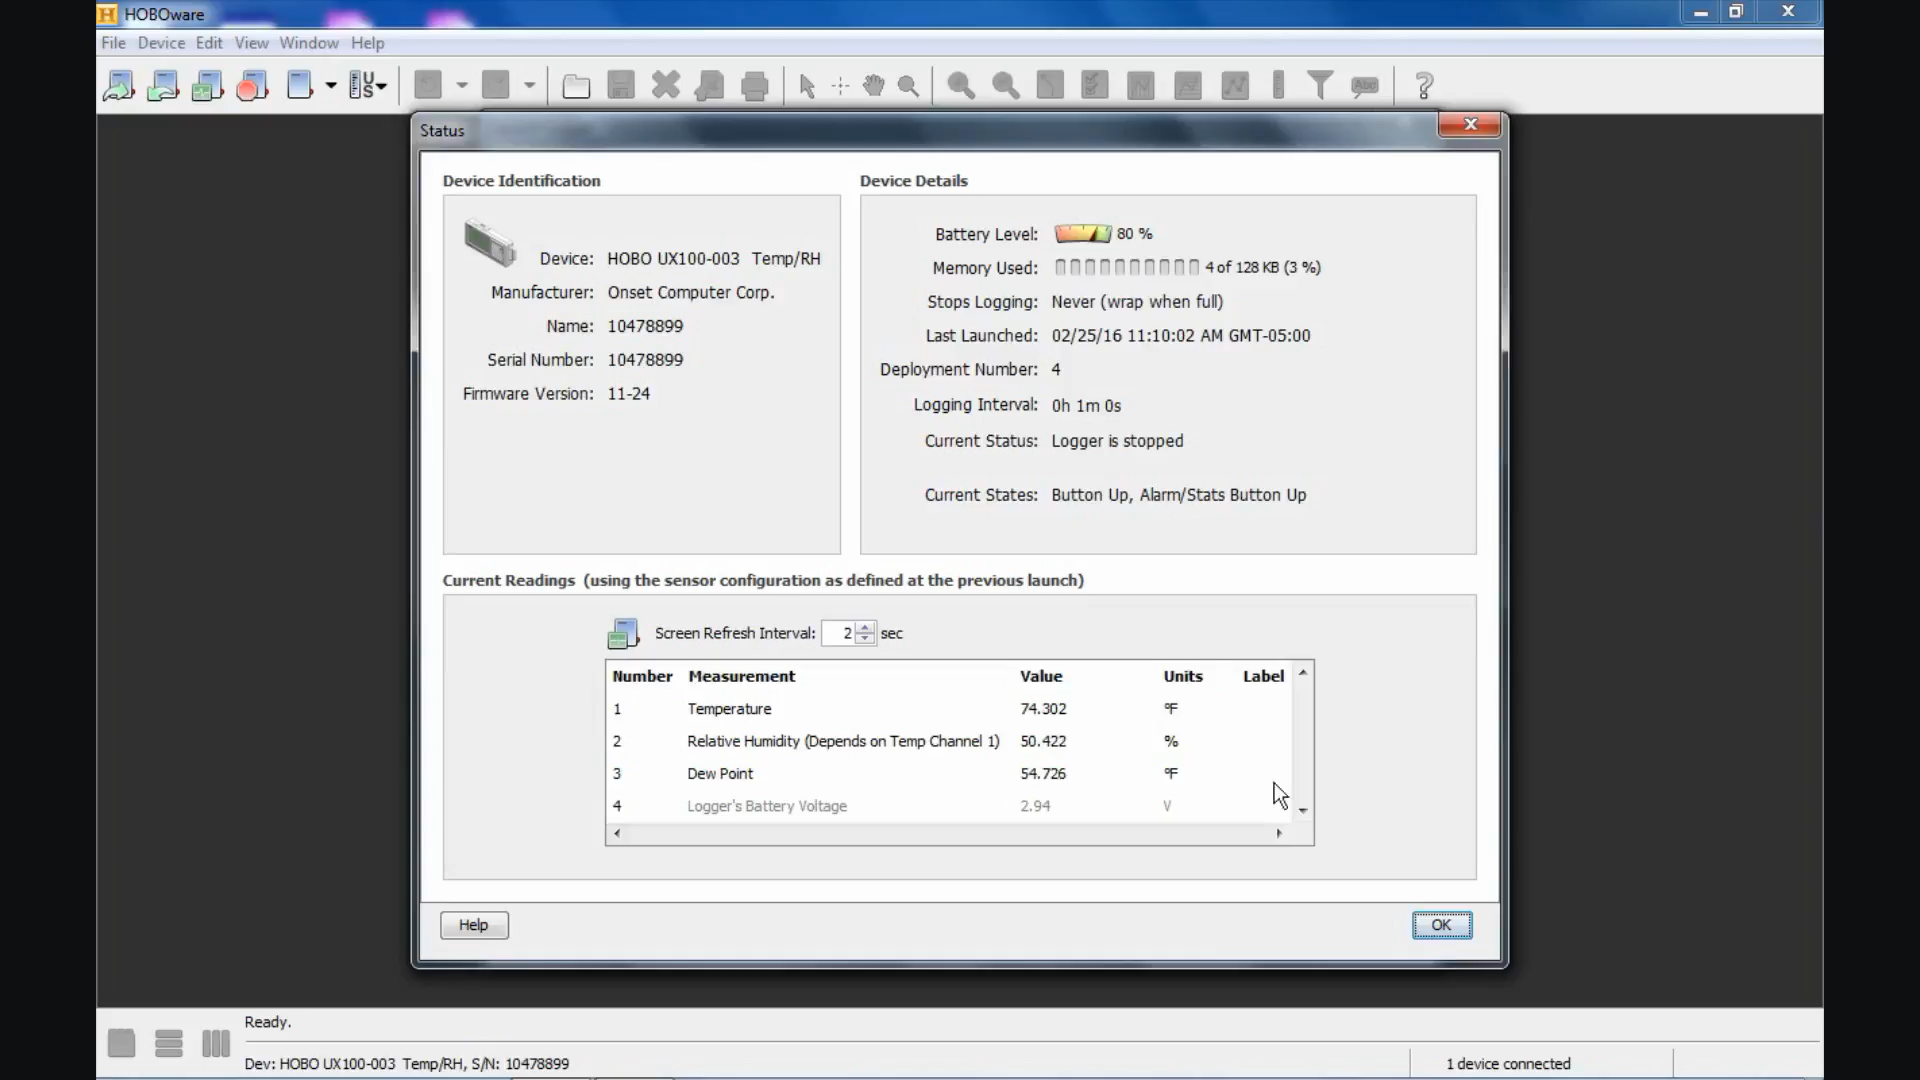 HOBOware
File Device Edit View Window Help
Status
Device Identification
Device: HOBO UX100-003 Temp/RH
Manufacturer: Onset Computer Corp.
Name: 10478899
Serial Number: 10478899
Firmware Version: 11-24
Device Details
Battery Level: 80 %
Memory Used: 4 of 128 KB (3 %)
Stops Logging: Never (wrap when full)
Last Launched: 02/25/16 11:10:02 AM GMT-05:00
Deployment Number: 4
Logging Interval: 0h 1m 0s
Current Status: Logger is stopped
Current States: Button Up, Alarm/Stats Button Up
Current Readings (using the sensor configuration as defined at the previous launch)
Screen Refresh Interval: 2 sec
Number Measurement Value Units Label
1 Temperature 74.302 °F
2 Relative Humidity (Depends on Temp Channel 1) 50.422 %
3 Dew Point 54.726 °F
4 Logger's Battery Voltage 2.94 V
Help OK
Ready.
Dev: HOBO UX100-003 Temp/RH, S/N: 10478899 1 device connected